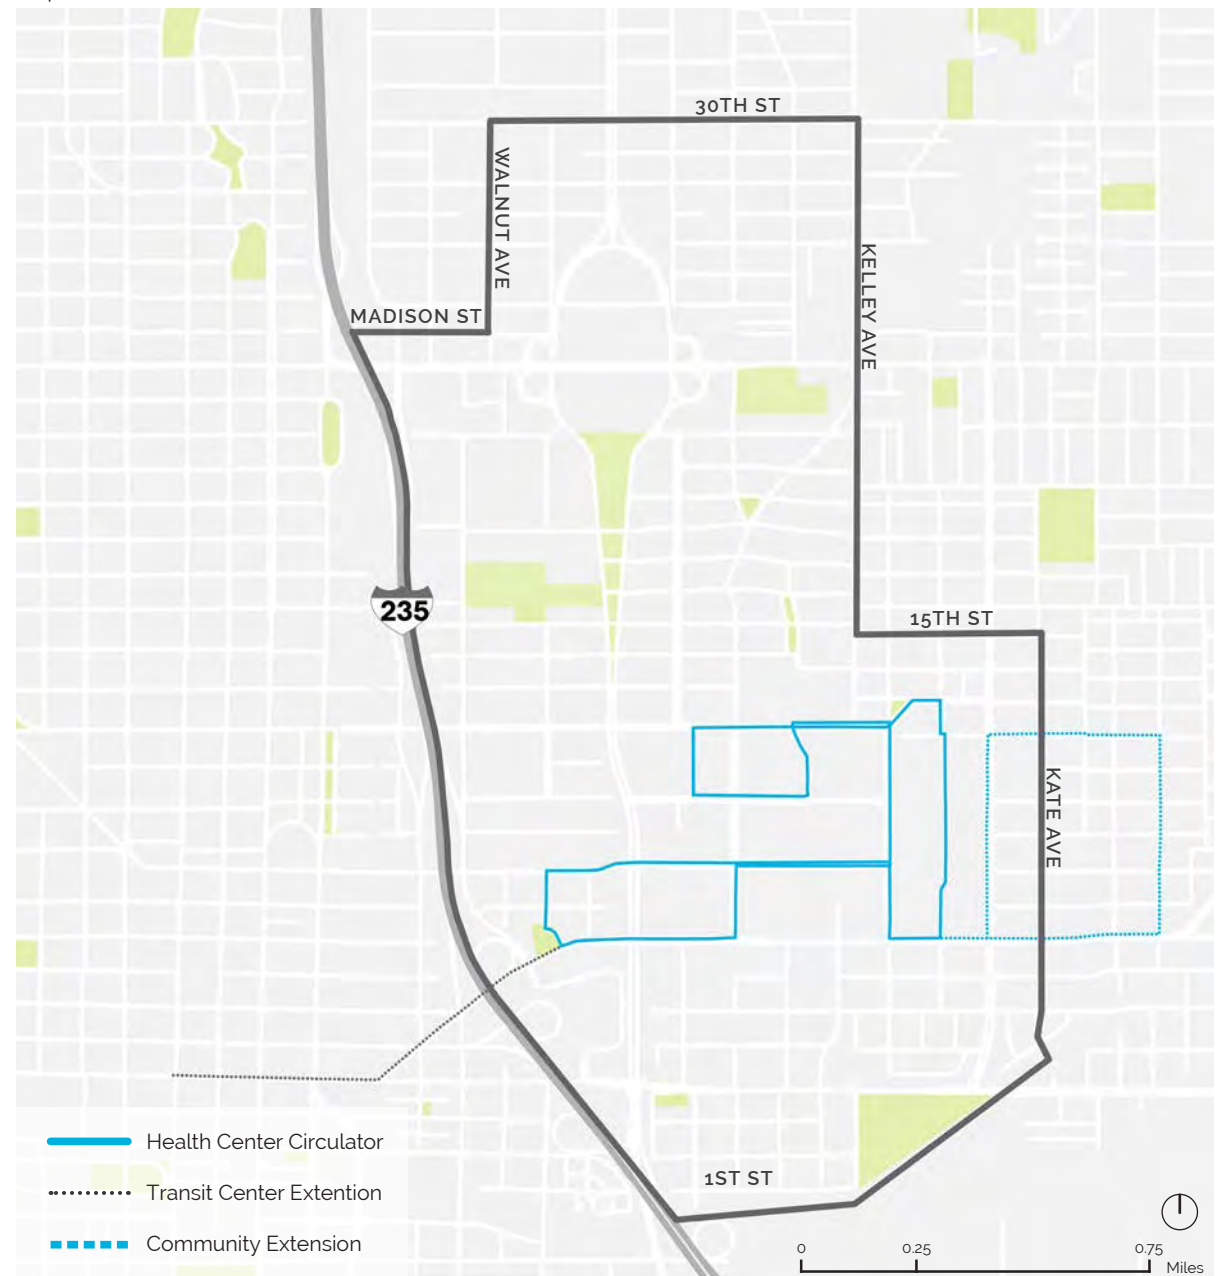 30TH ST
WALNUT AVE
KELLEY AVE
MADISON ST
235
15TH ST
KATE AVE
1ST ST
Health Center Circulator
Transit Center Extention
Community Extension
0 0.25 0.75
Miles